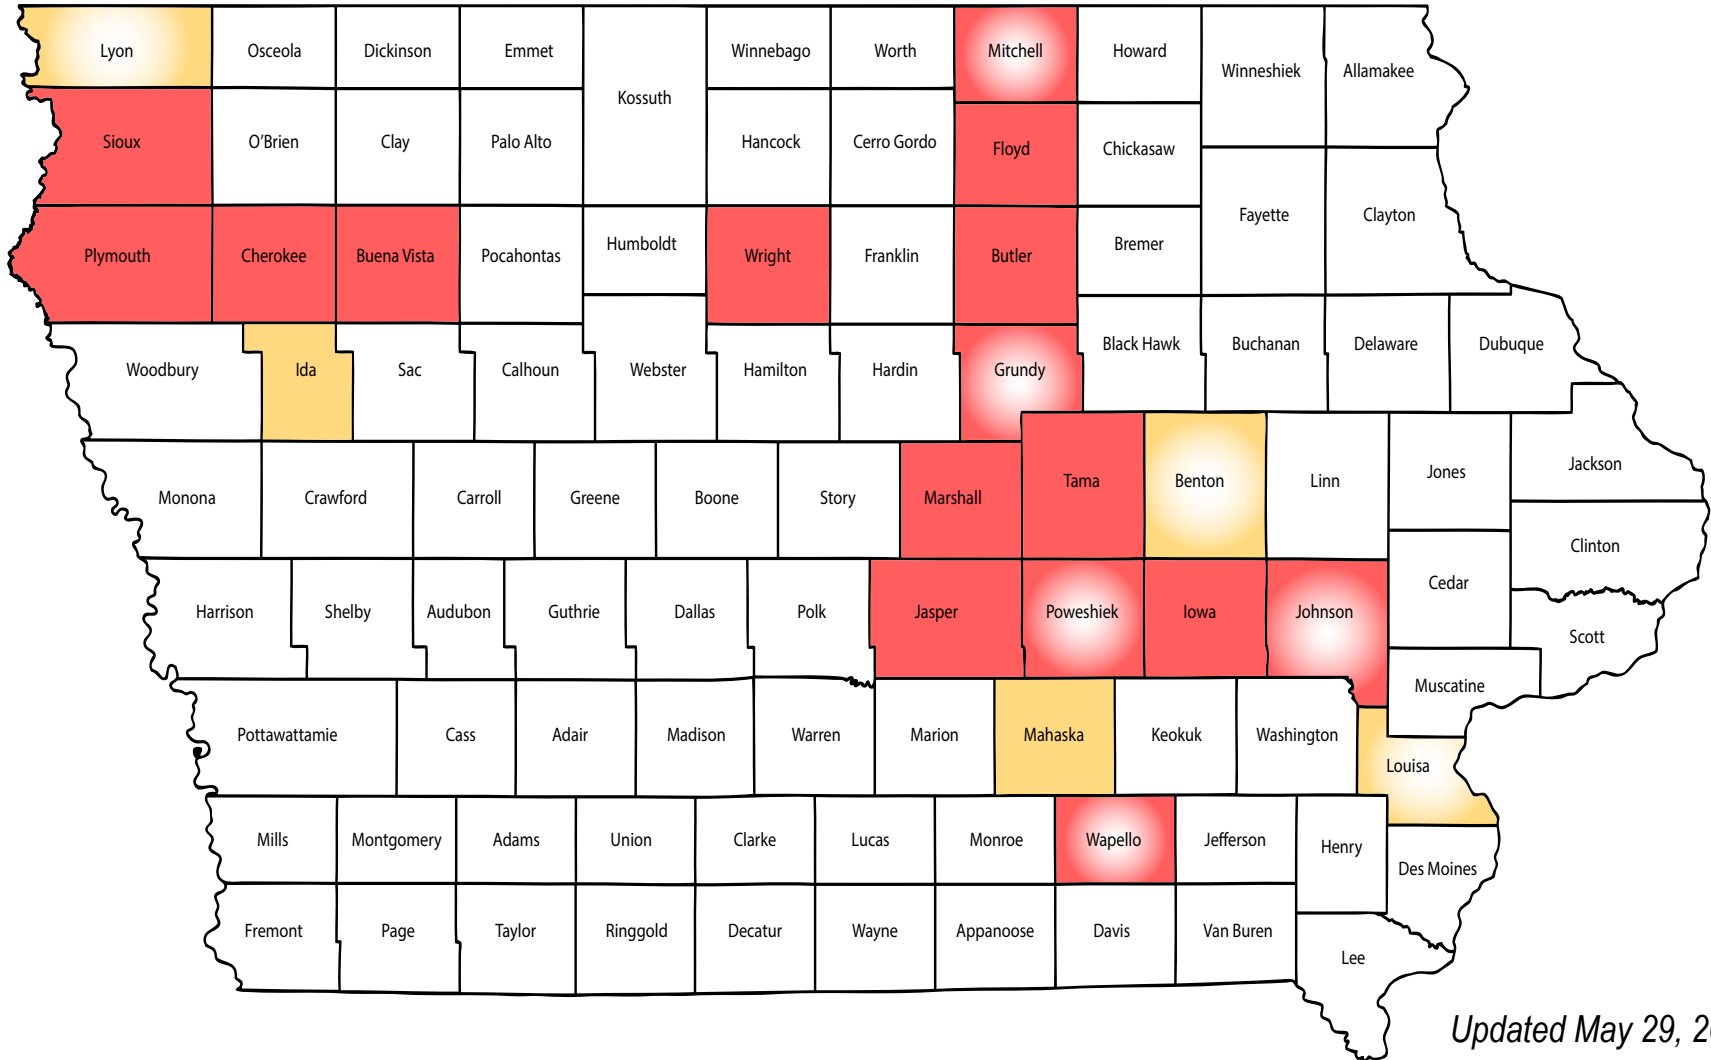 Lyon
Osceola
Dickinson
Emmet
Kossuth
Winnebago
Worth
Mitchell
Howard
Winneshiek
Allamakee
Sioux
O'Brien
Clay
Palo Alto
Hancock
Cerro Gordo
Floyd
Chickasaw
Fayette
Clayton
Plymouth
Cherokee
Buena Vista
Pocahontas
Humboldt
Wright
Franklin
Butler
Bremer
Woodbury
Ida
Sac
Calhoun
Webster
Hamilton
Hardin
Grundy
Black Hawk
Buchanan
Delaware
Dubuque
Monona
Crawford
Carroll
Greene
Boone
Story
Marshall
Tama
Benton
Linn
Jones
Jackson
Clinton
Harrison
Shelby
Audubon
Guthrie
Dallas
Polk
Jasper
Poweshiek
Iowa
Johnson
Cedar
Scott
Muscatine
Pottawattamie
Cass
Adair
Madison
Warren
Marion
Mahaska
Keokuk
Washington
Louisa
Mills
Montgomery
Adams
Union
Clarke
Lucas
Monroe
Wapello
Jefferson
Henry
Des Moines
Fremont
Page
Taylor
Ringgold
Decatur
Wayne
Appanoose
Davis
Van Buren
Lee
Updated May 29,